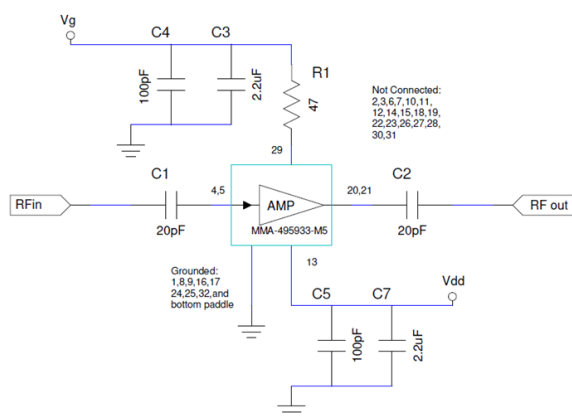 Vg
C4
C3
100pF
2.2uF
R1
47
Not Connected:
2,3,6,7,10,11,
12,14,15,18,19,
22,23,26,27,28,
30,31
29
C1
4,5
20,21
C2
RFin
AMP
RF out
20pF
MMA-495933-M5
20pF
Grounded:
1,8,9,16,17
24,25,32,and
bottom paddle
13
Vdd
C5
C7
100pF
2.2uF